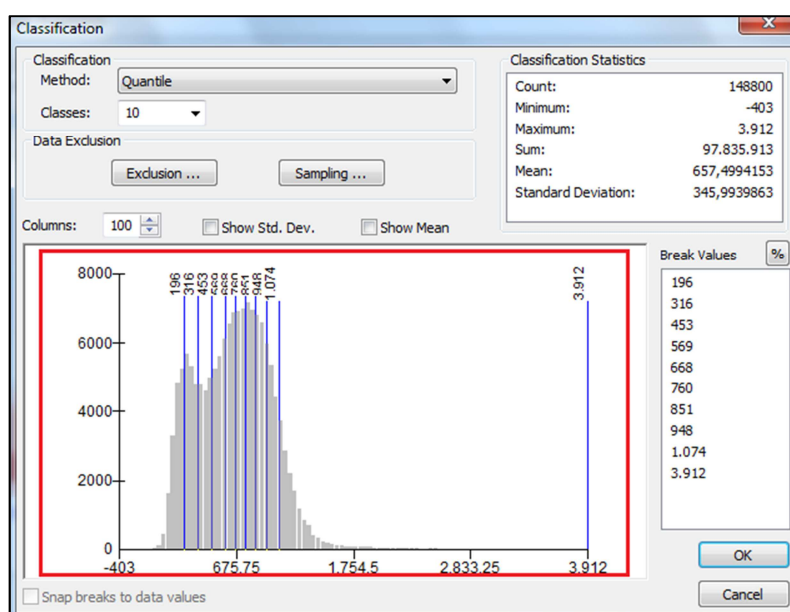 Classification
Classification
Method: Quantile
Classes: 10
Data Exclusion
Exclusion ... Sampling ...
Classification Statistics
Count: 148800
Minimum: -403
Maximum: 3.912
Sum: 97.835.913
Mean: 657,4994153
Standard Deviation: 345,9939863
Columns: 100 Show Std. Dev. Show Mean
196 316 453 569 668 760 851 948 1.074 3.912
8000
6000
4000
2000
0
-403 675.75 1.754.5 2.833.25 3.912
Break Values %
196
316
453
569
668
760
851
948
1.074
3.912
OK
Snap breaks to data values
Cancel